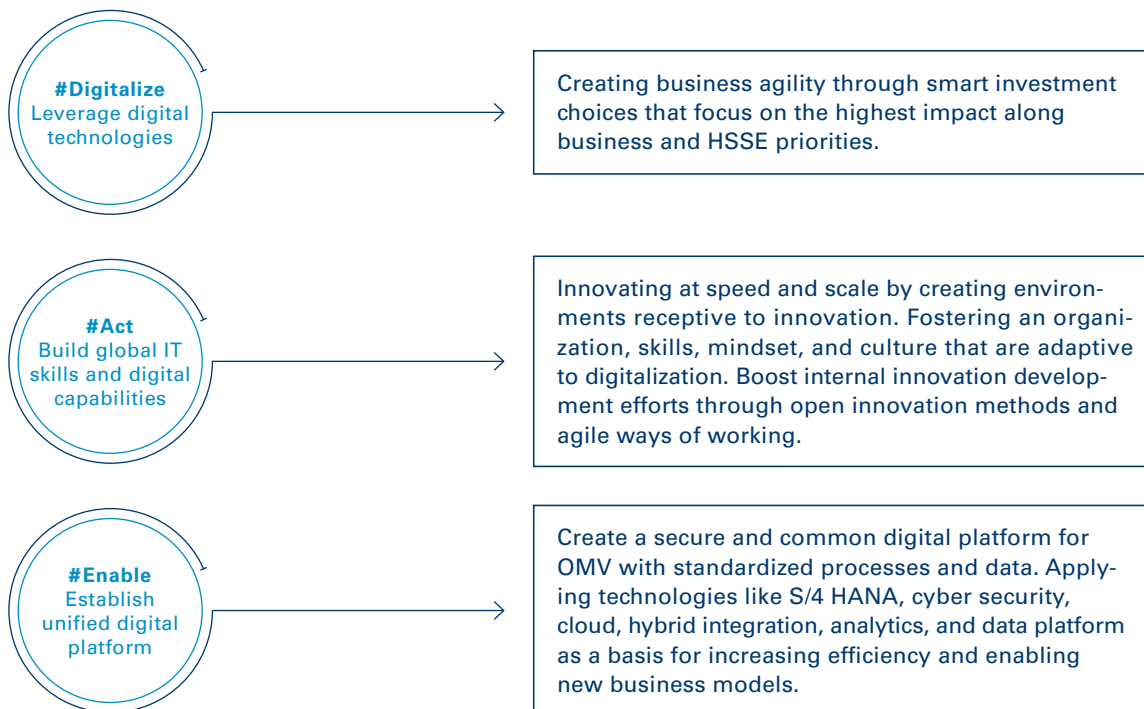 #Digitalize
Leverage digital
technologies
Creating business agility through smart investment
choices that focus on the highest impact along
business and HSSE priorities.
#Act
Build global IT
skills and digital
capabilities
Innovating at speed and scale by creating environ-
ments receptive to innovation. Fostering an organi-
zation, skills, mindset, and culture that are adaptive
to digitalization. Boost internal innovation develop-
ment efforts through open innovation methods and
agile ways of working.
#Enable
Establish
unified digital
platform
Create a secure and common digital platform for
OMV with standardized processes and data. Apply-
ing technologies like S/4 HANA, cyber security,
cloud, hybrid integration, analytics, and data platform
as a basis for increasing efficiency and enabling
new business models.